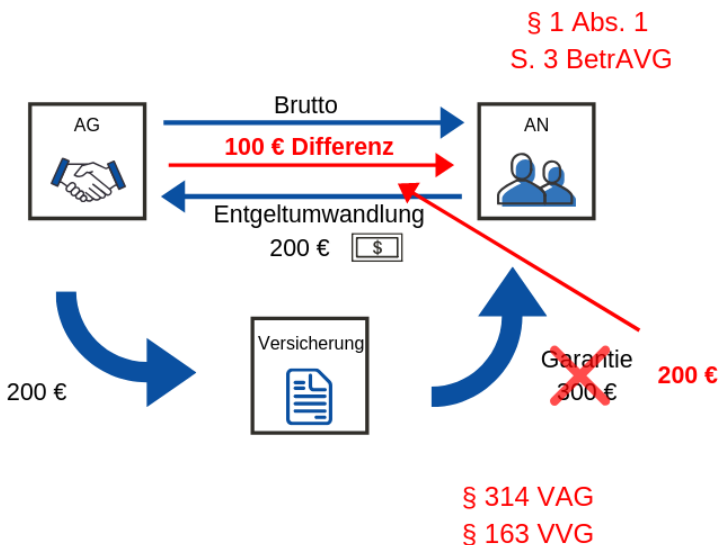 § 1 Abs. 1
S. 3 BetrAVG
Brutto
AG
AN
100 € Differenz
Entgeltumwandlung
200 € $
Versicherung
Garantie
200 €
300 €
200 €
§ 314 VAG
§ 163 VVG